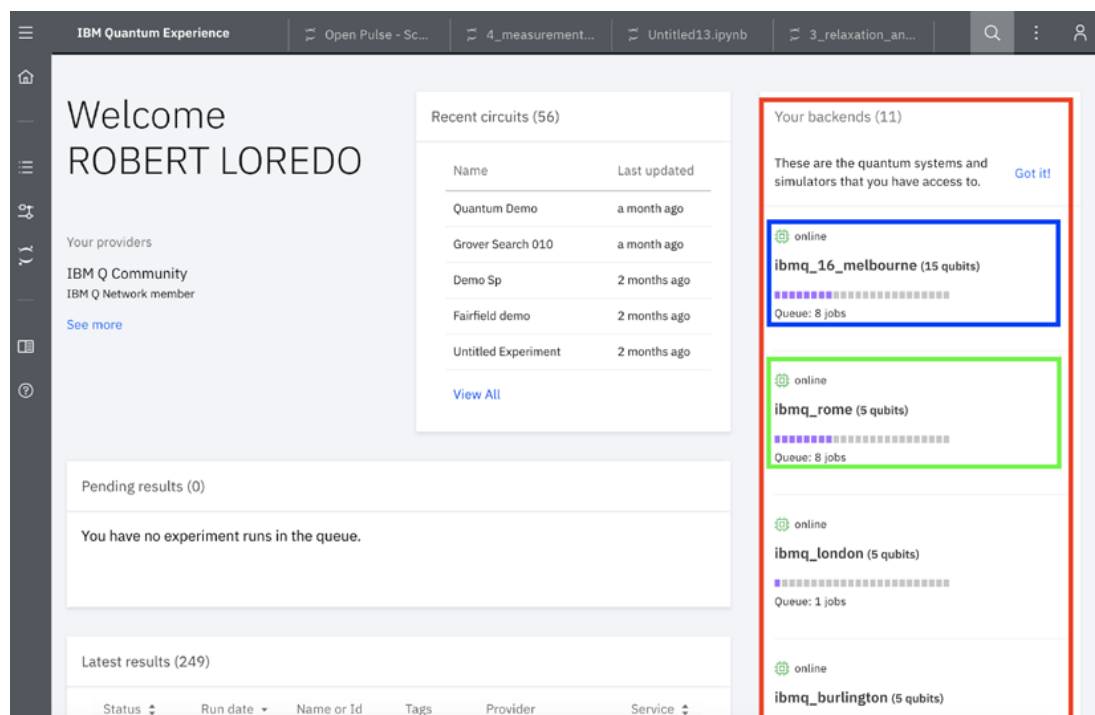 IBM Quantum Experience
Open Pulse - Sc...
4_measurement...
Untitled13.ipynb
3_relaxation_an...
Welcome
ROBERT LOREDO
Your providers
IBM Q Community
IBM Q Network member
See more
Recent circuits (56)
Name Last updated
Quantum Demo a month ago
Grover Search 010 a month ago
Demo Sp 2 months ago
Fairfield demo 2 months ago
Untitled Experiment 2 months ago
View All
Pending results (0)
You have no experiment runs in the queue.
Latest results (249)
Status Run date Name or Id Tags Provider Service
Your backends (11)
These are the quantum systems and
simulators that you have access to.
Got it!
online
ibmq_16_melbourne (15 qubits)
Queue: 8 jobs
online
ibmq_rome (5 qubits)
Queue: 8 jobs
online
ibmq_london (5 qubits)
Queue: 1 jobs
online
ibmq_burlington (5 qubits)